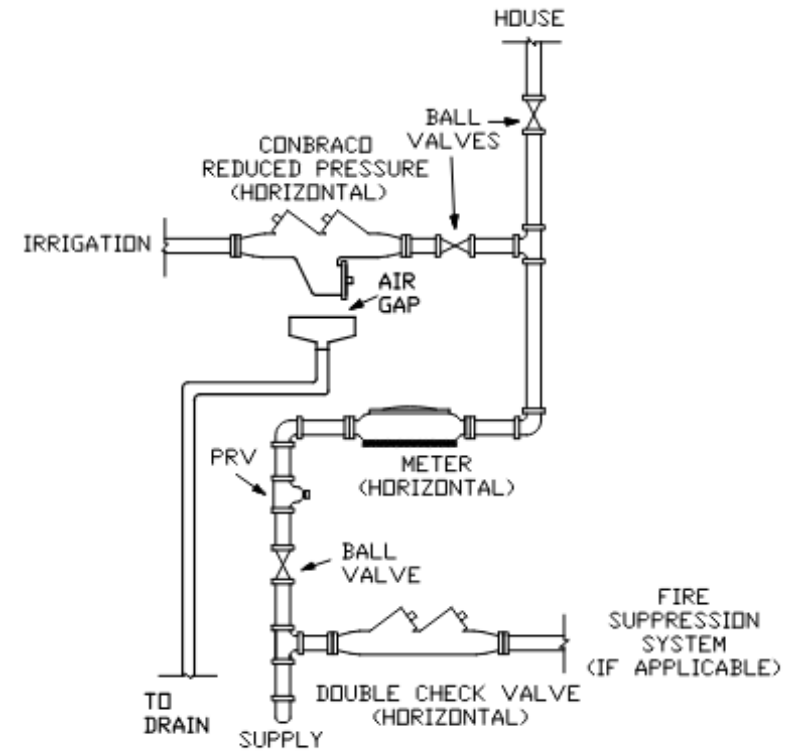 HOUSE
BALL
VALVES
CONBRACO
REDUCED PRESSURE
(HORIZONTAL)
IRRIGATION
AIR
GAP
PRV
METER
(HORIZONTAL)
BALL
VALVE
FIRE
SUPPRESSION
SYSTEM
(IF APPLICABLE)
DOUBLE CHECK VALVE
(HORIZONTAL)
TO
DRAIN
SUPPLY